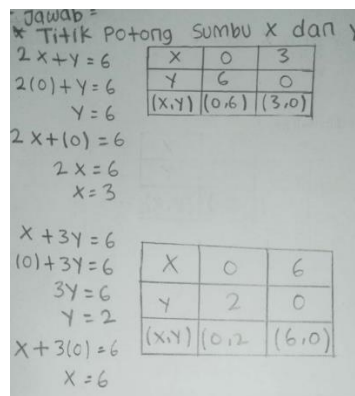 Jawab =
* Titik Potong Sumbu X dan Y
2x+y=6
2(0)+y=6
y=6
2x+(0)=6
2x=6
x=3
X 0 3
Y 6 0
(X,Y) (0,6) (3,0)
x+3y=6
(0)+3y=6
3y=6
y=2
x+3(0)=6
x=6
X 0 6
Y 2 0
(X,Y) (0,2 (6,0)